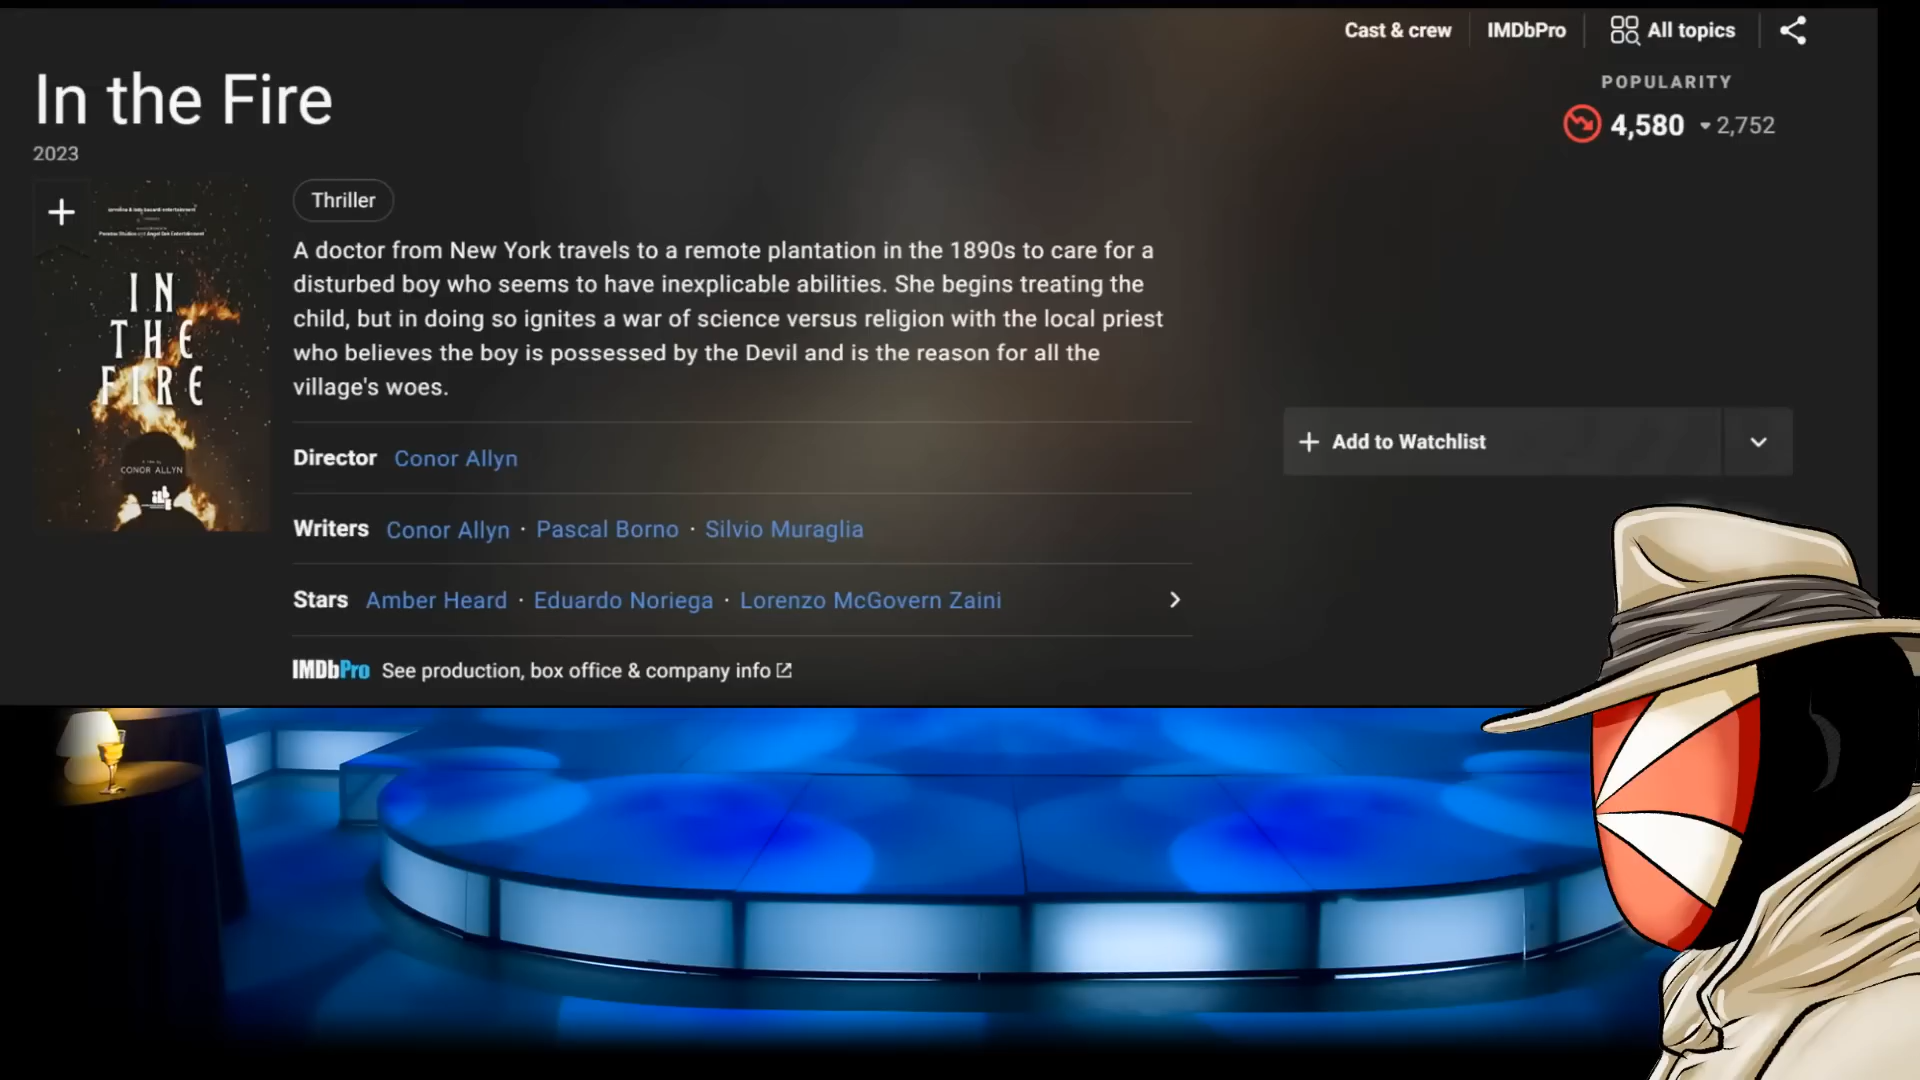 Cast & crew
IMDbPro
All topics
POPULARITY
4,580
2,752
In the Fire
2023
IN
THE
FIRE
CONOR ALLYN
Thriller
A doctor from New York travels to a remote plantation in the 1890s to care for a
disturbed boy who seems to have inexplicable abilities. She begins treating the
child, but in doing so ignites a war of science versus religion with the local priest
who believes the boy is possessed by the Devil and is the reason for all the
village's woes.
Director Conor Allyn
Writers Conor Allyn · Pascal Borno · Silvio Muraglia
Stars Amber Heard · Eduardo Noriega · Lorenzo McGovern Zaini
IMDbPro See production, box office & company info
Add to Watchlist